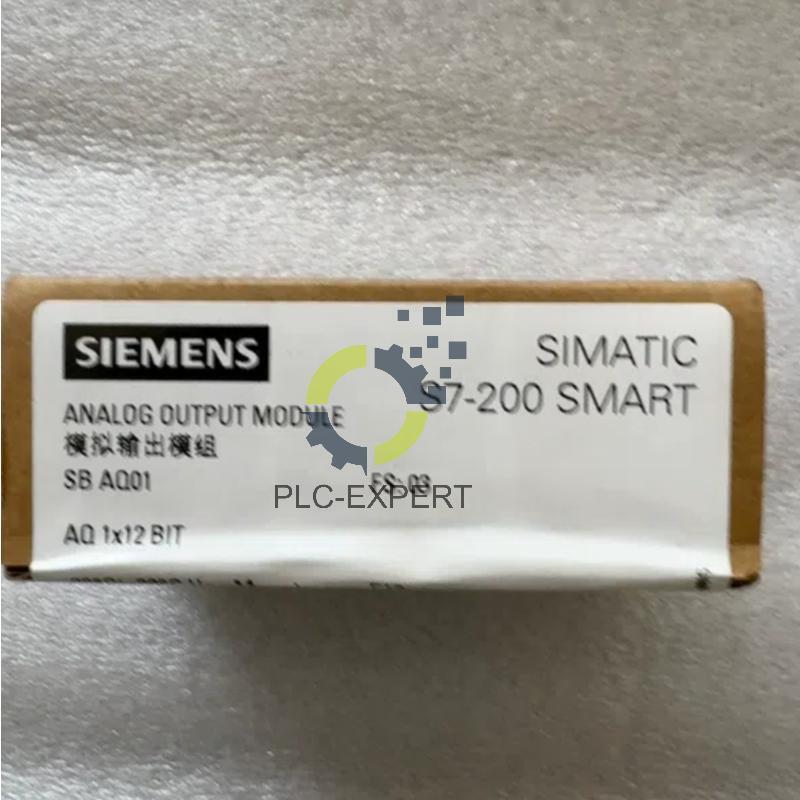 SIEMENS
SIMATIC
S7-200 SMART
ANALOG OUTPUT MODULE
模拟输出模组
SB AQ01
FS: 03
PLC-EXPERT
AQ 1x12 BIT